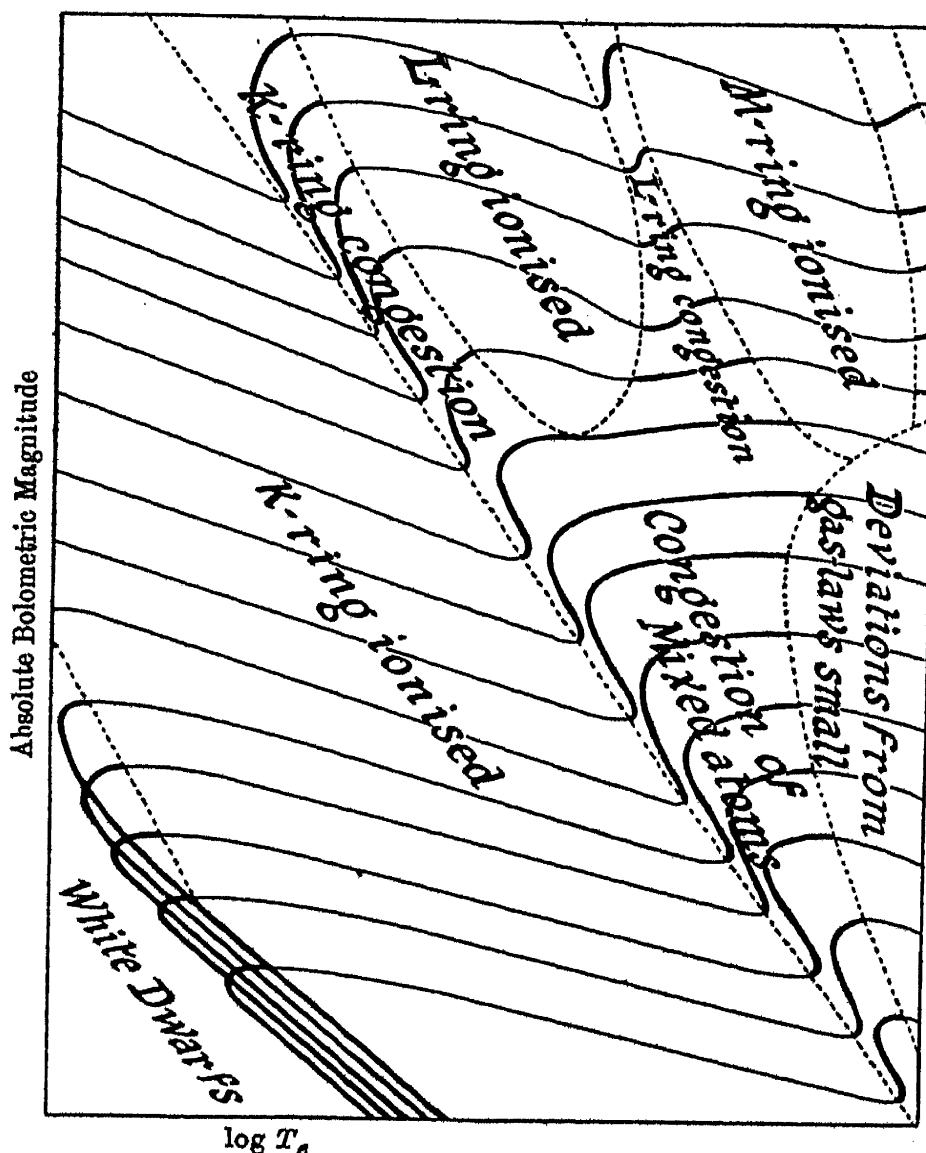 K-ring congestion
L-ring ionised
L-ring congestion
M-ring ionised
K-ring ionised
Congestion of
Mixed atoms
Deviations from
gas-laws small
White Dwarfs
Absolute Bolometric Magnitude
log Tₑ